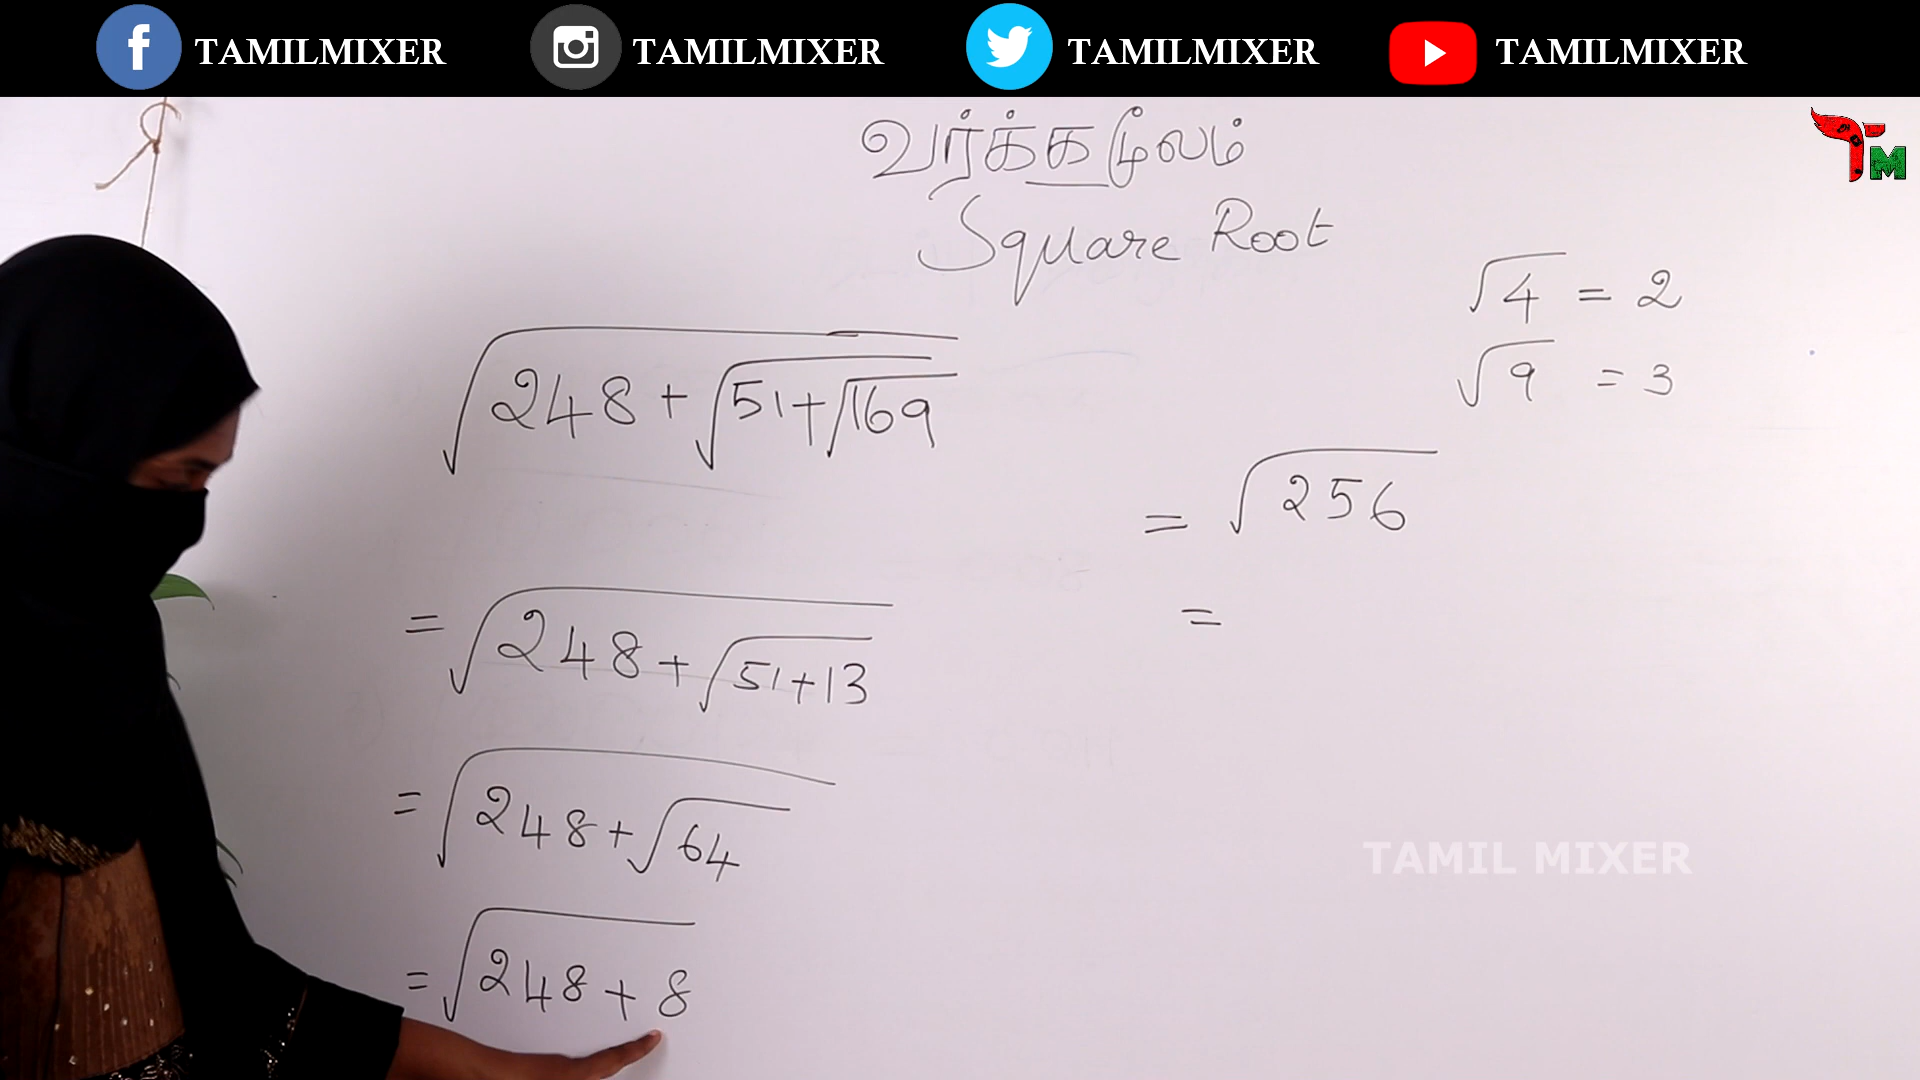 TAMILMIXER TAMILMIXER TAMILMIXER TAMILMIXER
TM
வர்க்கமூலம்
Square Root
√4 = 2
√9 = 3
√(248 + √(51 + √169))
= √(248 + √(51 + 13))
= √(248 + √64)
= √(248 + 8)
= √256
=
TAMIL MIXER